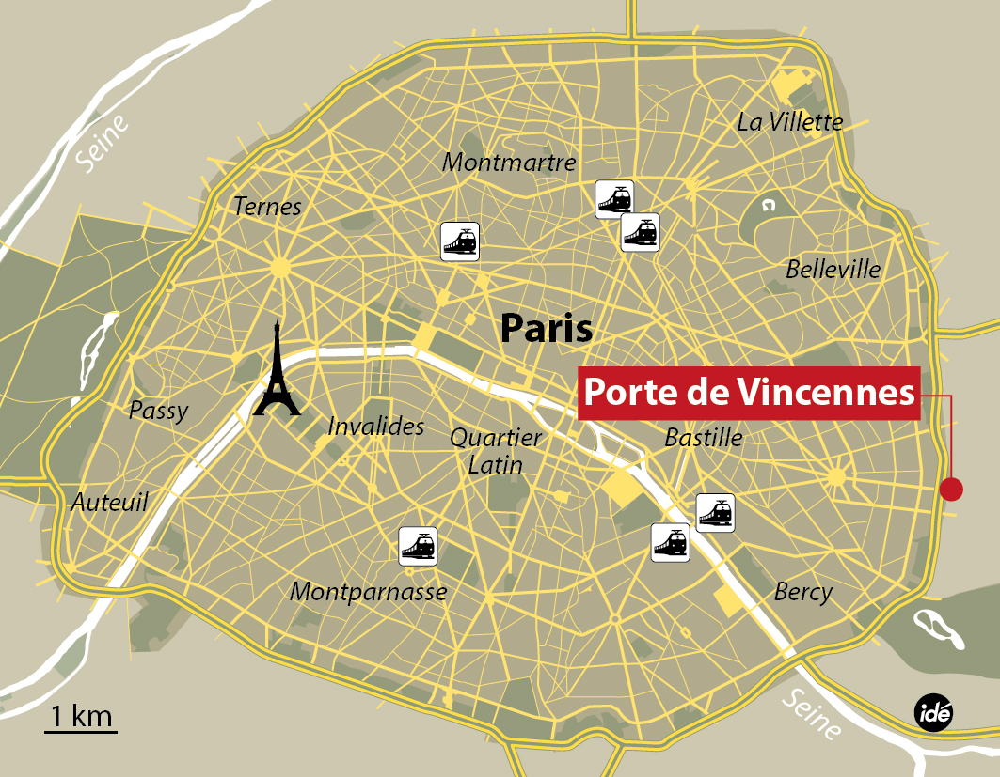 La Villette
Seine
Montmartre
Ternes
Belleville
Paris
Porte de Vincennes
Passy
Invalides
Quartier
Latin
Bastille
Auteuil
Montparnasse
Bercy
Seine
1 km
idé